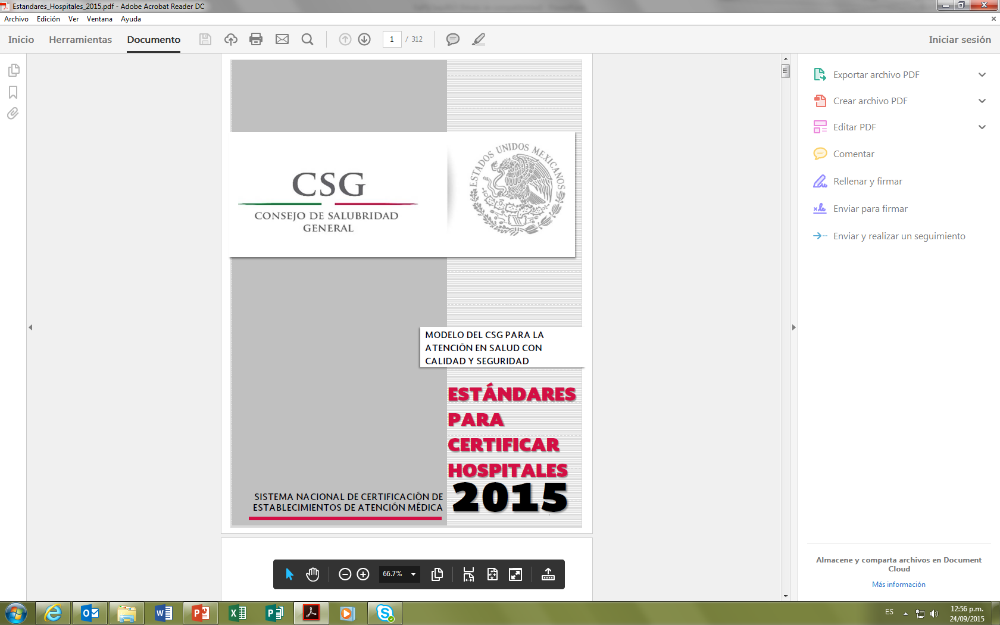 Estandares_Hospitales_2015.pdf - Adobe Acrobat Reader DC
Archivo Edición Ver Ventana Ayuda
Inicio Herramientas Documento 1 / 312 Iniciar sesión
Exportar archivo PDF
Crear archivo PDF
Editar PDF
Comentar
Rellenar y firmar
Enviar para firmar
Enviar y realizar un seguimiento
ESTADOS UNIDOS MEXICANOS
CSG
CONSEJO DE SALUBRIDAD
GENERAL
MODELO DEL CSG PARA LA
ATENCIÓN EN SALUD CON
CALIDAD Y SEGURIDAD
ESTÁNDARES
PARA
CERTIFICAR
HOSPITALES
2015
SISTEMA NACIONAL DE CERTIFICACIÓN DE
ESTABLECIMIENTOS DE ATENCIÓN MÉDICA
66.7%
Almacene y comparta archivos en Document
Cloud
Más información
ES
12:56 p.m.
24/09/2015